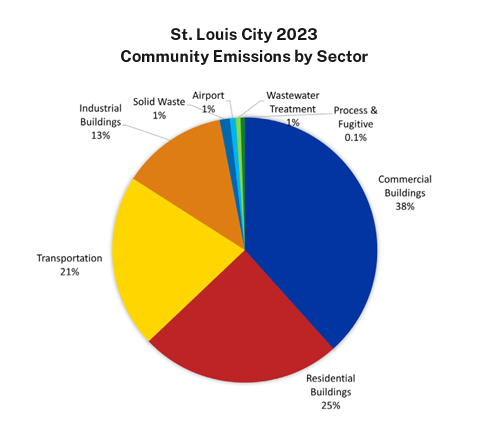 St. Louis City 2023
Community Emissions by Sector
Industrial
Buildings
13%
Solid Waste
1%
Airport
1%
Wastewater
Treatment
1%
Process &
Fugitive
0.1%
Commercial
Buildings
38%
Transportation
21%
Residential
Buildings
25%